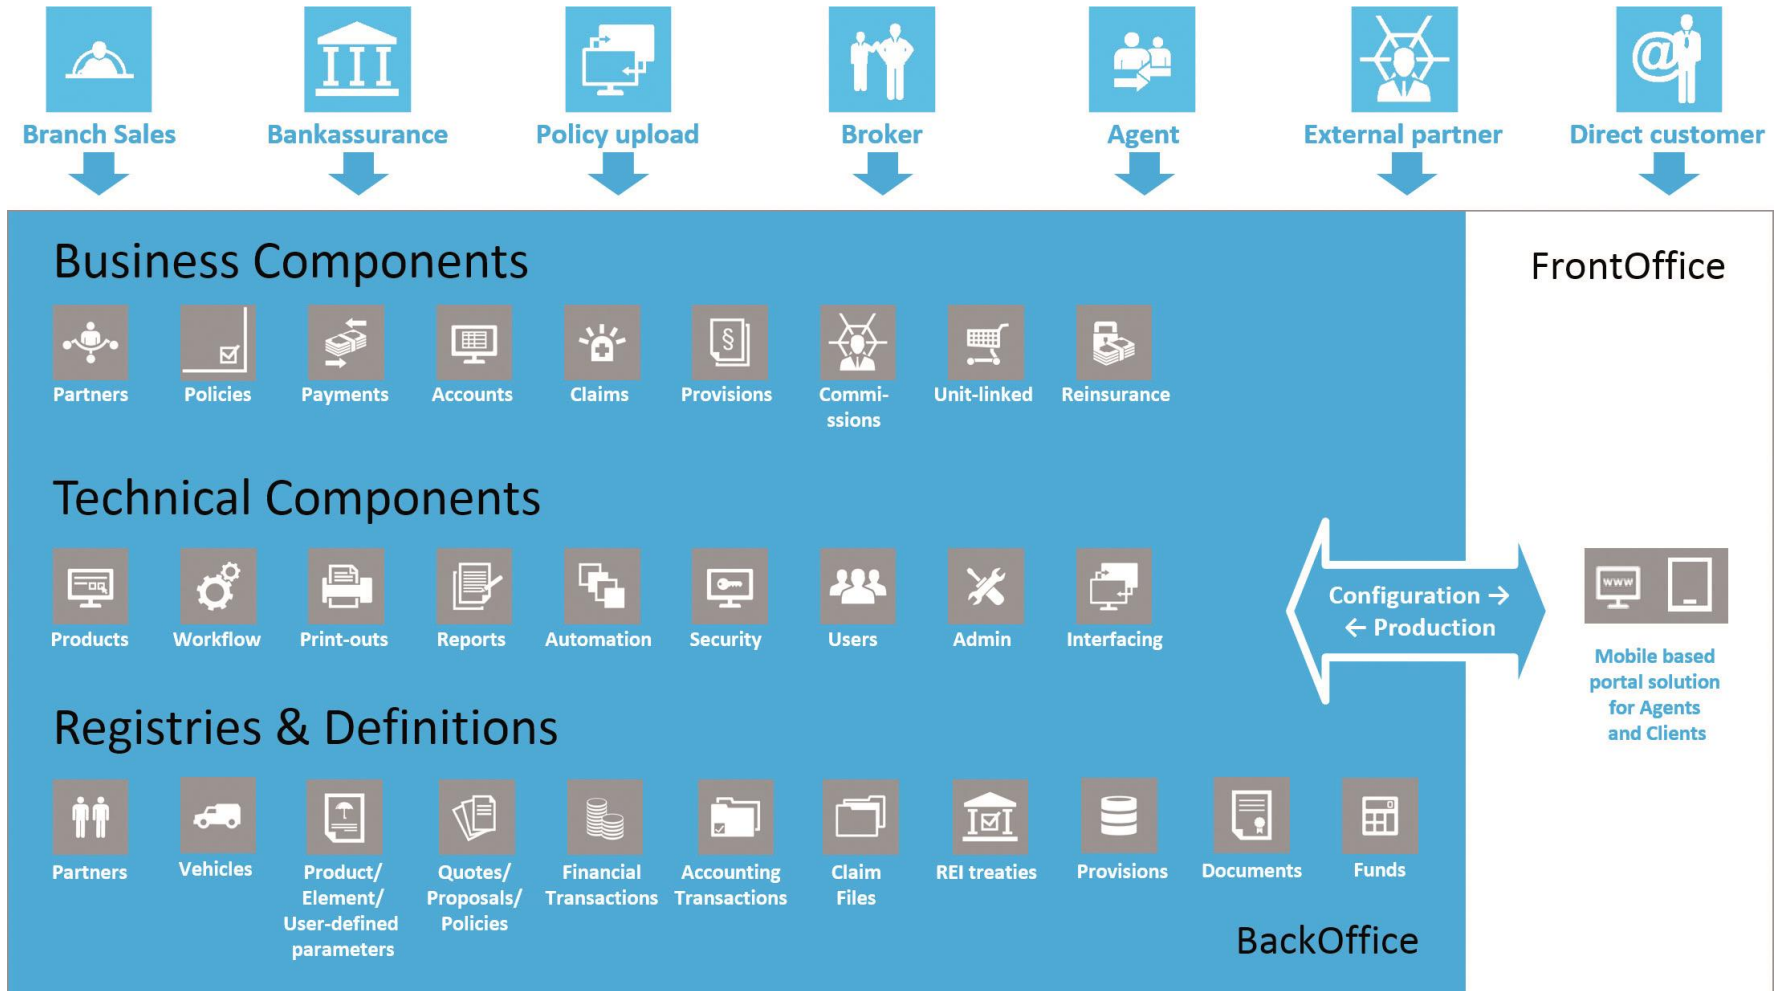 Branch Sales
Bankassurance
Policy upload
Broker
Agent
External partner
Direct customer
Business Components
FrontOffice
§
Partners
Policies
Payments
Accounts
Claims
Provisions
Commi-
ssions
Unit-linked
Reinsurance
Technical Components
Products
Workflow
Print-outs
Reports
Automation
Security
Users
Admin
Interfacing
Configuration →
← Production
www
Mobile based
portal solution
for Agents
and Clients
Registries & Definitions
Partners
Vehicles
Product/
Element/
User-defined
parameters
Quotes/
Proposals/
Policies
Financial
Transactions
Accounting
Transactions
Claim
Files
REI treaties
Provisions
Documents
Funds
BackOffice